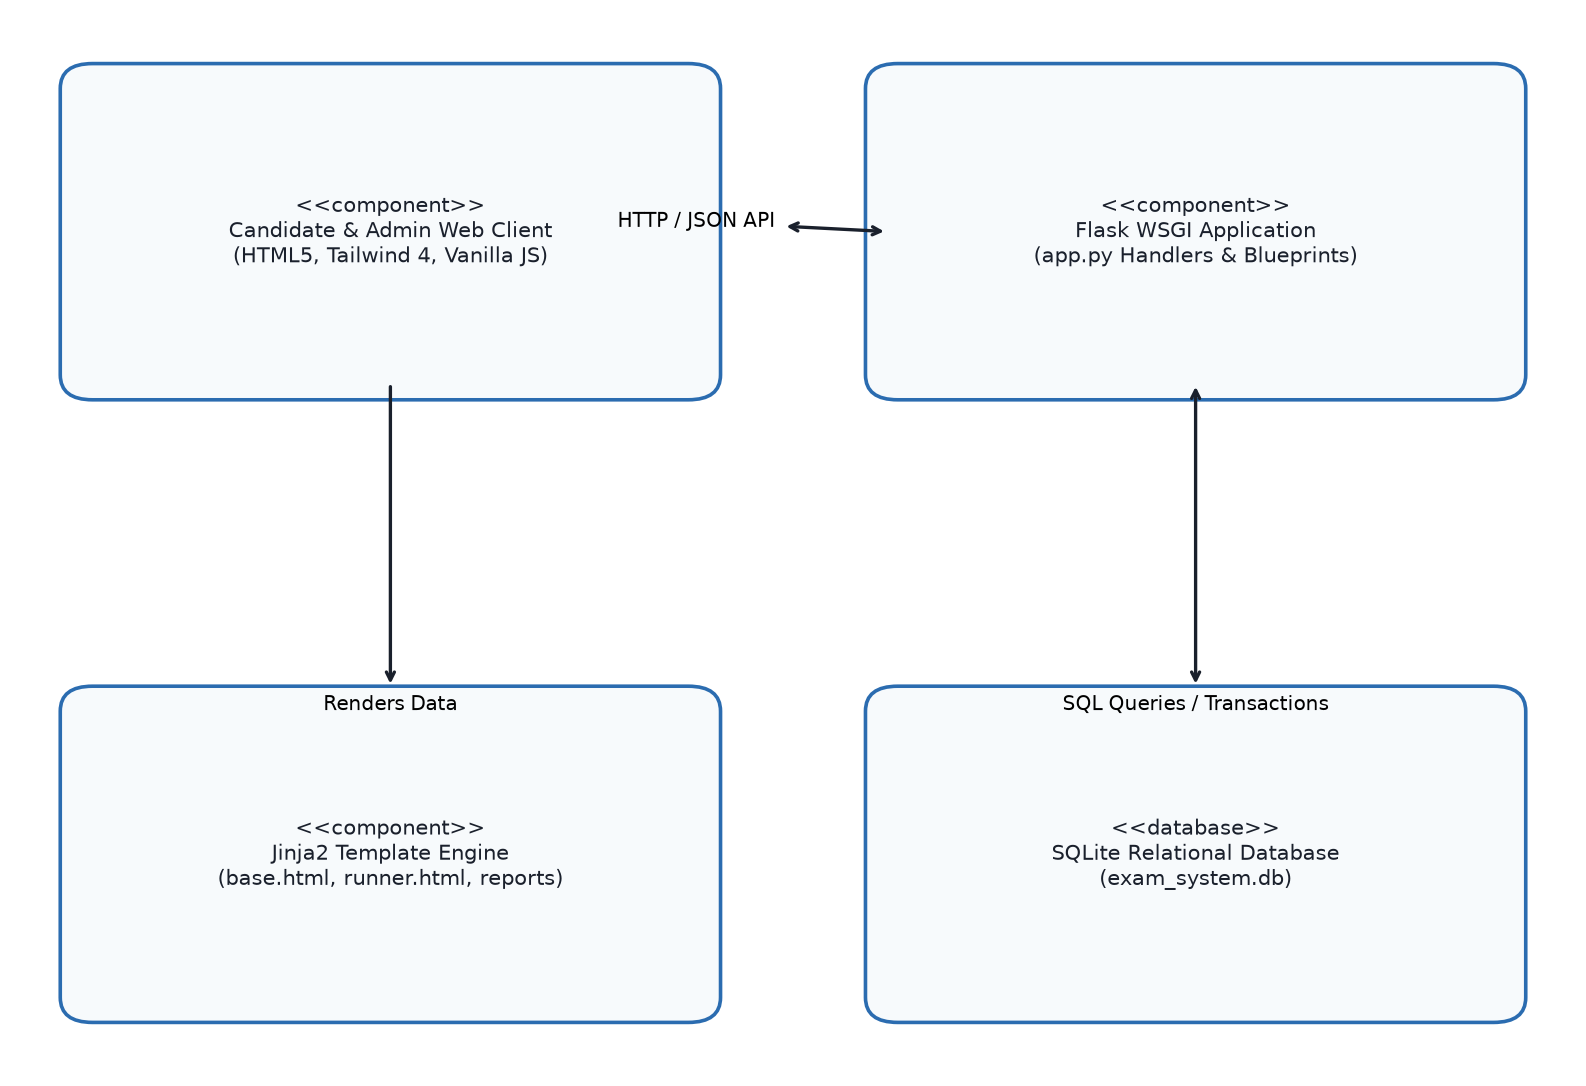 <<component>>
Candidate & Admin Web Client
(HTML5, Tailwind 4, Vanilla JS)
HTTP / JSON API
<<component>>
Flask WSGI Application
(app.py Handlers & Blueprints)
Renders Data
<<component>>
Jinja2 Template Engine
(base.html, runner.html, reports)
SQL Queries / Transactions
<<database>>
SQLite Relational Database
(exam_system.db)